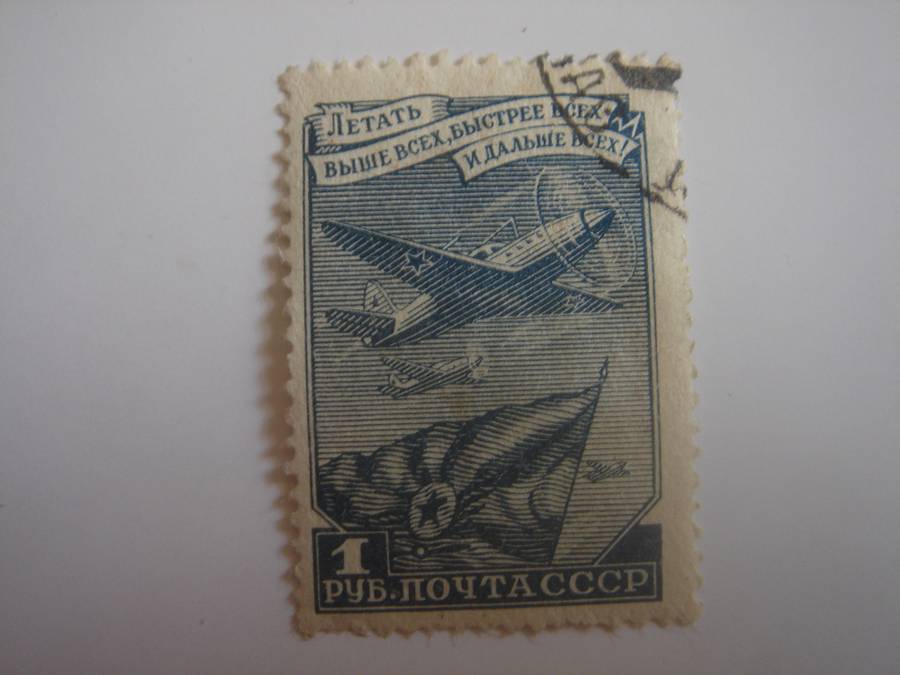 Летать
выше всех, быстрее всех
и дальше всех!
1
руб. почта СССР